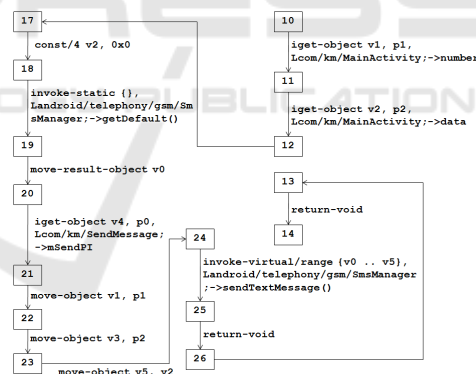 17
const/4 v2, 0x0
18
invoke-static {},
Landroid/telephony/gsm/Sm
sManager;->getDefault()
19
move-result-object v0
20
iget-object v4, p0,
Lcom/km/SendMessage;
->mSendPI
21
move-object v1, p1
22
move-object v3, p2
23
move-object v5, v2
10
iget-object v1, p1,
Lcom/km/MainActivity;->number
11
iget-object v2, p2,
Lcom/km/MainActivity;->data
12
13
return-void
14
24
invoke-virtual/range {v0 .. v5},
Landroid/telephony/gsm/SmsManager
;->sendTextMessage()
25
return-void
26